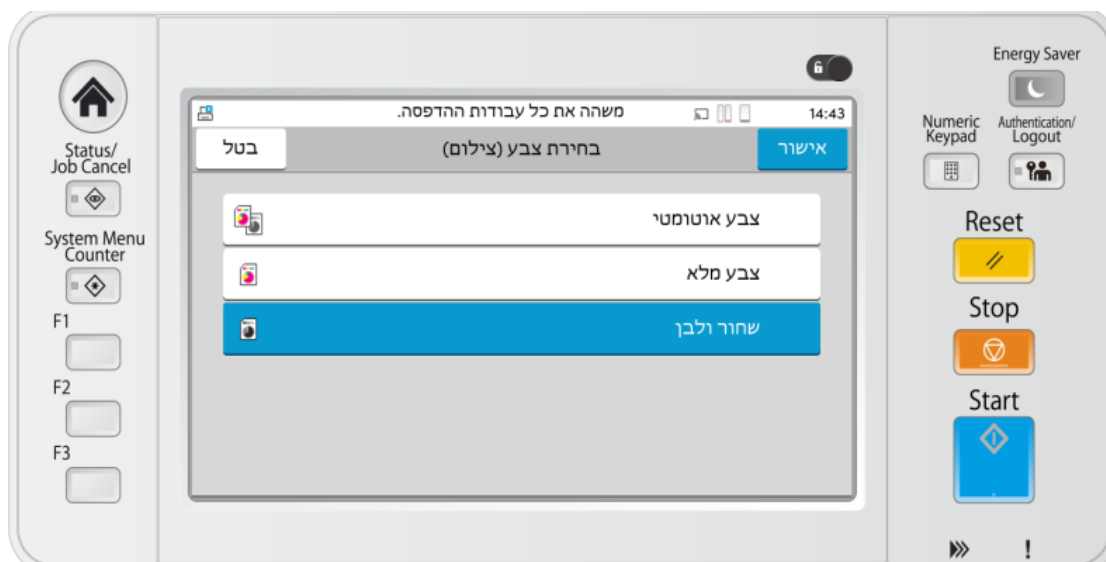 Energy Saver
Numeric
Keypad
Authentication/
Logout
Status/
Job Cancel
משהה את כל עבודות ההדפסה.
14:43
אישור
בחירת צבע (צילום)
בטל
צבע אוטומטי
צבע מלא
שחור ולבן
System Menu
Counter
F1
F2
F3
Reset
Stop
Start
!